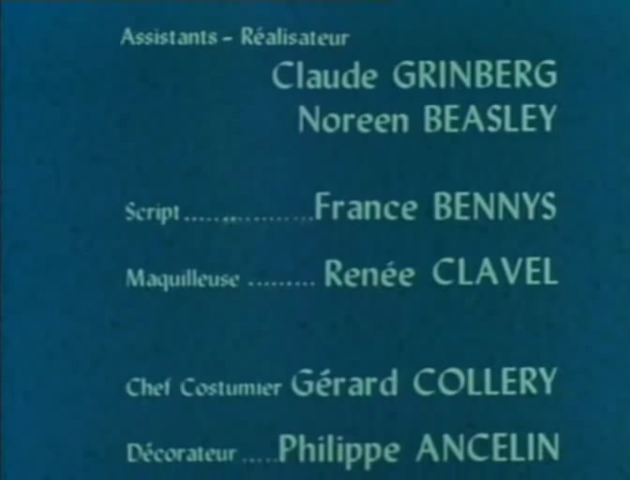 Assistants - Réalisateur
Claude GRINBERG
Noreen BEASLEY
Script.................France BENNYS
Maquilleuse ......... Renée CLAVEL
Chef Costumier Gérard COLLERY
Décorateur .....Philippe ANCELIN